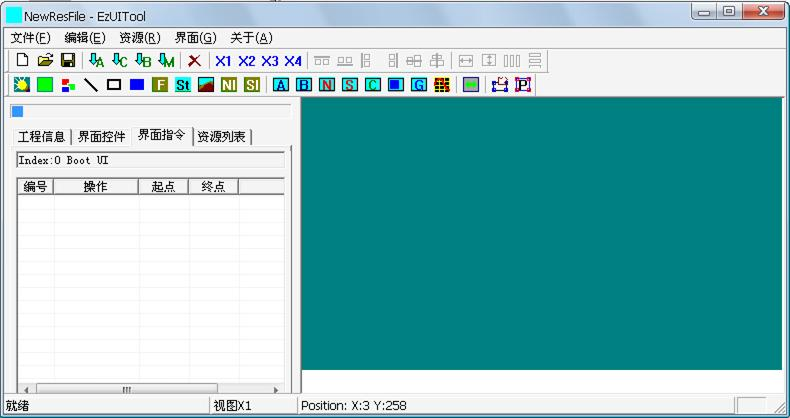 NewResFile - EzUITool
文件(F) 编辑(E) 资源(R) 界面(G) 关于(A)
A C B M X1 X2 X3 X4
F St NI SI A B N S C G P
工程信息 界面控件 界面指令 资源列表
Index:0 Boot UI
编号 操作 起点 终点
就绪 视图X1 Position: X:3 Y:258